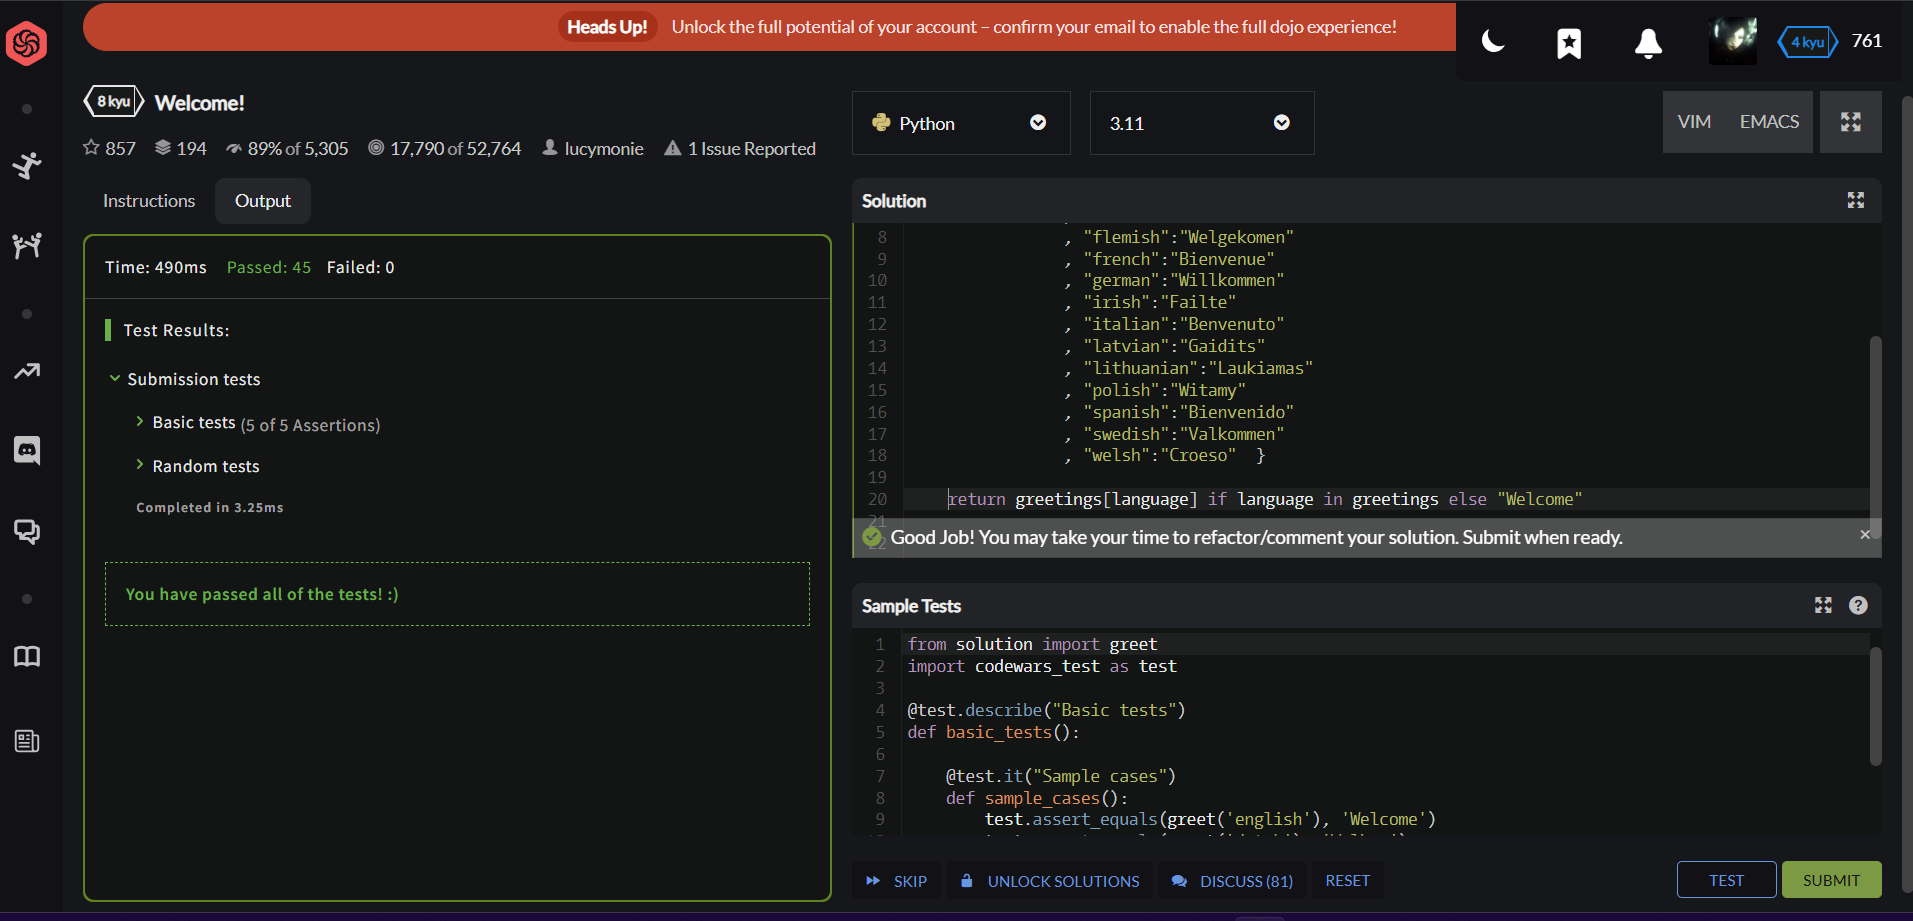 Heads Up! Unlock the full potential of your account – confirm your email to enable the full dojo experience!
4 kyu 761
8 kyu Welcome!
857 194 89% of 5,305 17,790 of 52,764 lucymonie 1 Issue Reported
Instructions Output
Time: 490ms Passed: 45 Failed: 0
Test Results:
Submission tests
Basic tests (5 of 5 Assertions)
Random tests
Completed in 3.25ms
You have passed all of the tests! :)
Python 3.11 VIM EMACS
Solution
8 , "flemish":"Welgekomen"
9 , "french":"Bienvenue"
10 , "german":"Willkommen"
11 , "irish":"Failte"
12 , "italian":"Benvenuto"
13 , "latvian":"Gaidits"
14 , "lithuanian":"Laukiamas"
15 , "polish":"Witamy"
16 , "spanish":"Bienvenido"
17 , "swedish":"Valkommen"
18 , "welsh":"Croeso" }
19
20 return greetings[language] if language in greetings else "Welcome"
21
22
Good Job! You may take your time to refactor/comment your solution. Submit when ready. ×
Sample Tests
1 from solution import greet
2 import codewars_test as test
3
4 @test.describe("Basic tests")
5 def basic_tests():
6
7 @test.it("Sample cases")
8 def sample_cases():
9 test.assert_equals(greet('english'), 'Welcome')
SKIP UNLOCK SOLUTIONS DISCUSS (81) RESET TEST SUBMIT